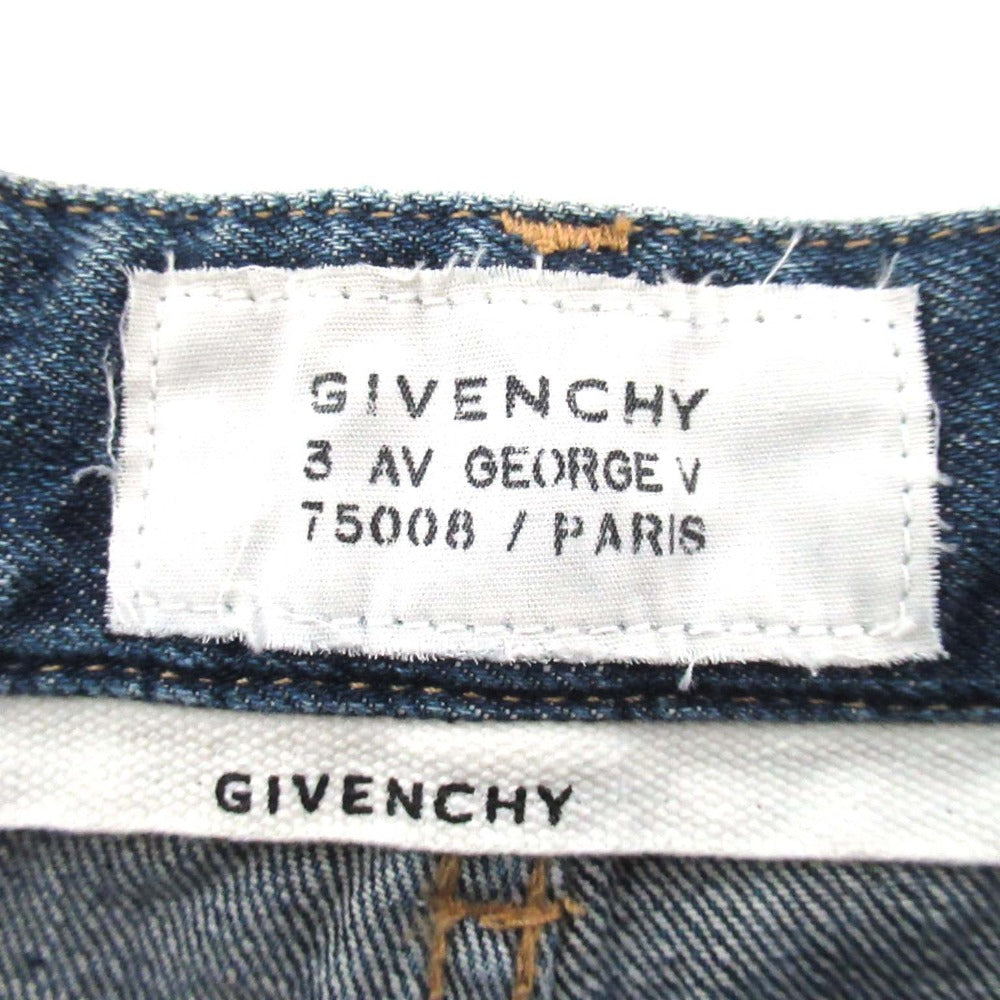 GIVENCHY
3 AV GEORGE V
75008 / PARIS
GIVENCHY